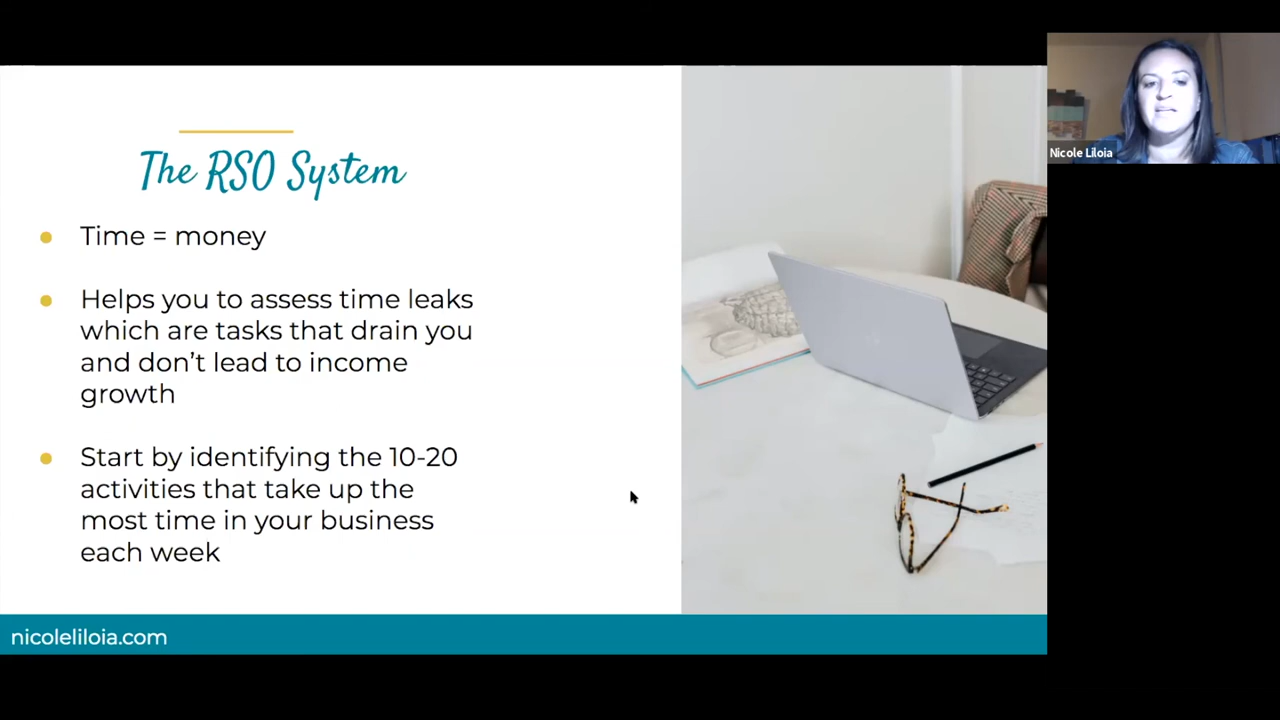 The RSO System
Time = money
Helps you to assess time leaks
which are tasks that drain you
and don't lead to income
growth
Start by identifying the 10-20
activities that take up the
most time in your business
each week
nicoleliloia.com
Nicole Liloia